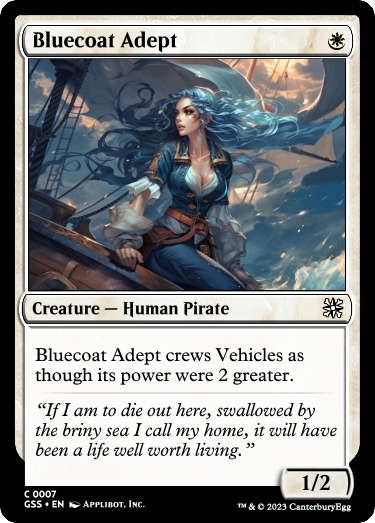 Bluecoat Adept
Creature — Human Pirate
Bluecoat Adept crews Vehicles as
though its power were 2 greater.
“If I am to die out here, swallowed by
the briny sea I call my home, it will have
been a life well worth living.”
1/2
C 0007
GSS • EN Applibot, Inc.
™ & © 2023 CanterburyEgg